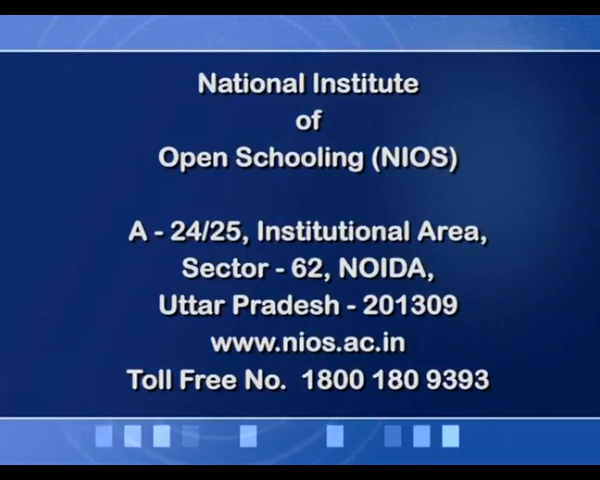 National Institute
of
Open Schooling (NIOS)
A - 24/25, Institutional Area,
Sector - 62, NOIDA,
Uttar Pradesh - 201309
www.nios.ac.in
Toll Free No. 1800 180 9393